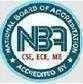 NATIONAL BOARD OF ACCREDITATION
NBA
CSE, ECE, ME
ACCREDITED BY